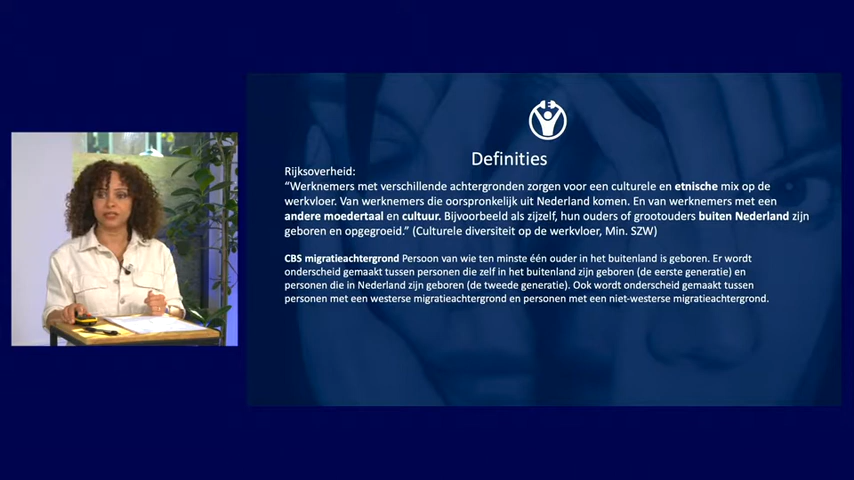 Definities
Rijksoverheid:
“Werknemers met verschillende achtergronden zorgen voor een culturele en etnische mix op de
werkvloer. Van werknemers die oorspronkelijk uit Nederland komen. En van werknemers met een
andere moedertaal en cultuur. Bijvoorbeeld als zijzelf, hun ouders of grootouders buiten Nederland zijn
geboren en opgegroeid.” (Culturele diversiteit op de werkvloer, Min. SZW)
CBS migratieachtergrond Persoon van wie ten minste één ouder in het buitenland is geboren. Er wordt
onderscheid gemaakt tussen personen die zelf in het buitenland zijn geboren (de eerste generatie) en
personen die in Nederland zijn geboren (de tweede generatie). Ook wordt onderscheid gemaakt tussen
personen met een westerse migratieachtergrond en personen met een niet-westerse migratieachtergrond.